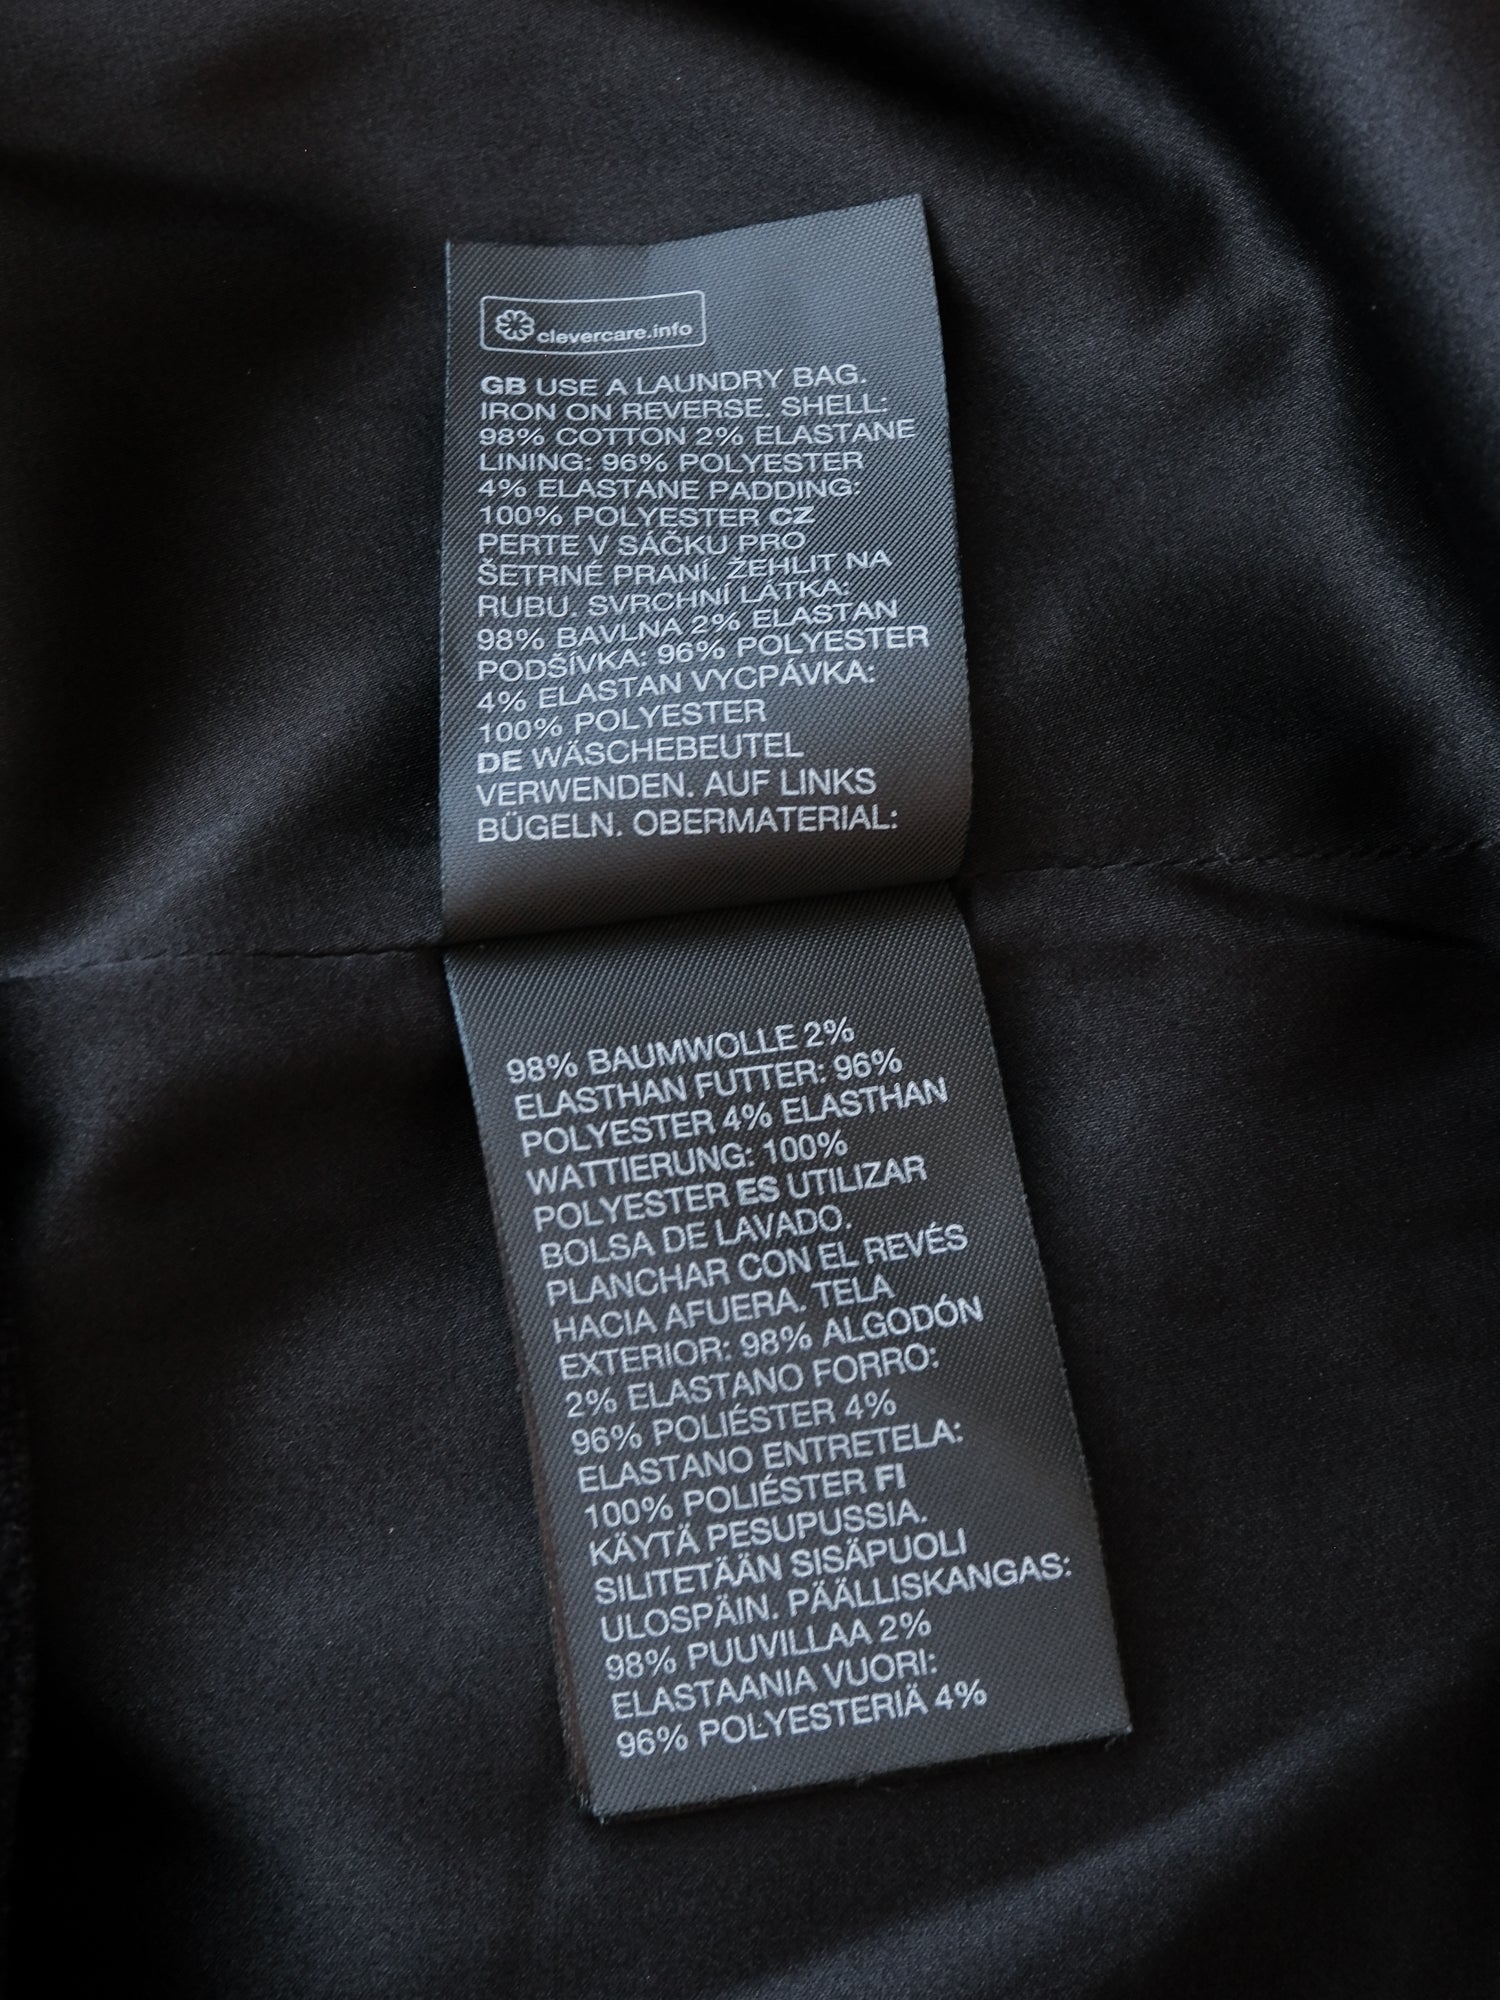 clevercare.info
GB USE A LAUNDRY BAG.
IRON ON REVERSE. SHELL:
98% COTTON 2% ELASTANE
LINING: 96% POLYESTER
4% ELASTANE PADDING:
100% POLYESTER CZ
PERTE V SÁČKU PRO
ŠETRNÉ PRANÍ. ŽEHLIT NA
RUBU. SVRCHNÍ LÁTKA:
98% BAVLNA 2% ELASTAN
PODŠÍVKA: 96% POLYESTER
4% ELASTAN VYCPÁVKA:
100% POLYESTER
DE WÄSCHEBEUTEL
VERWENDEN. AUF LINKS
BÜGELN. OBERMATERIAL:
98% BAUMWOLLE 2%
ELASTHAN FUTTER: 96%
POLYESTER 4% ELASTHAN
WATTIERUNG: 100%
POLYESTER ES UTILIZAR
BOLSA DE LAVADO.
PLANCHAR CON EL REVÉS
HACIA AFUERA. TELA
EXTERIOR: 98% ALGODÓN
2% ELASTANO FORRO:
96% POLIÉSTER 4%
ELASTANO ENTRETELA:
100% POLIÉSTER FI
KÄYTÄ PESUPUSSIA.
SILITETÄÄN SISÄPUOLI
ULOSPÄIN. PÄÄLLISKANGAS:
98% PUUVILLAA 2%
ELASTAANIA VUORI:
96% POLYESTERIÄ 4%